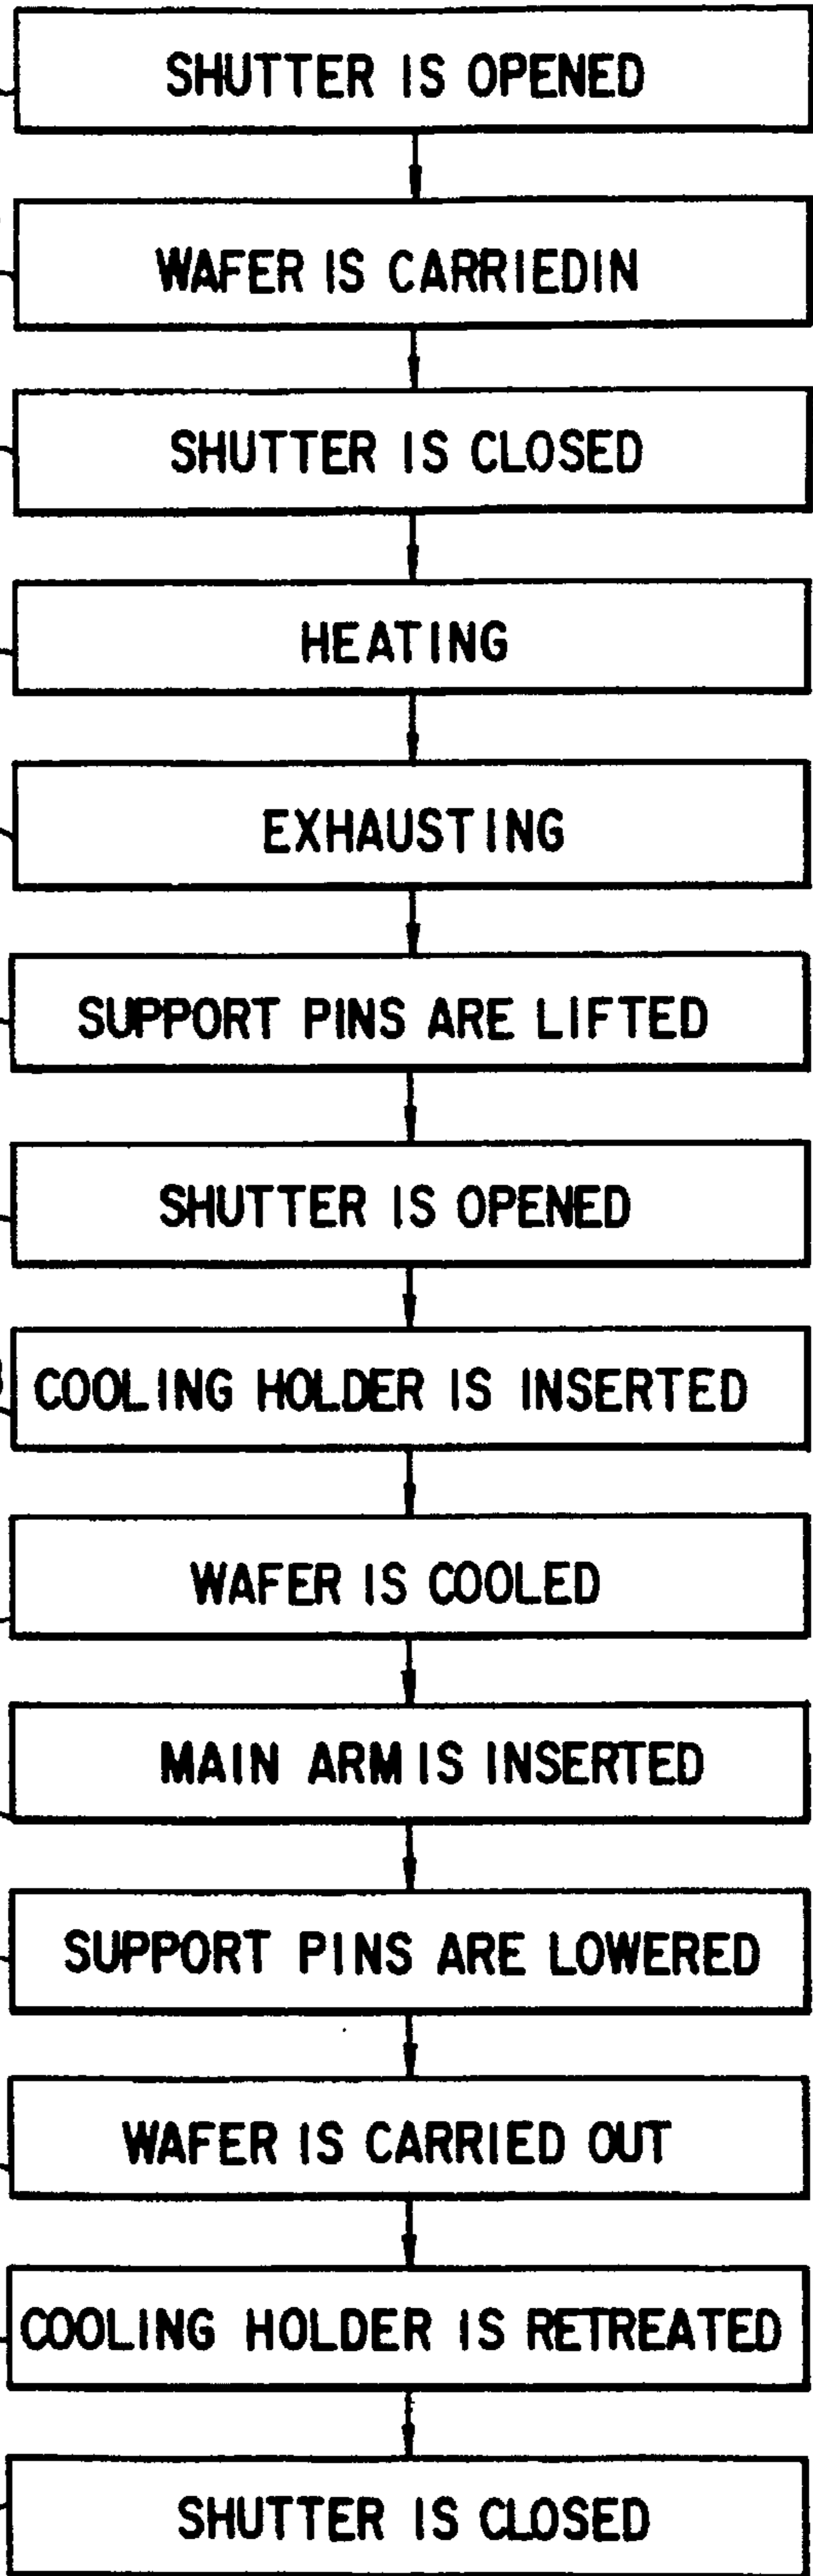 SHUTTER IS OPENED
WAFER IS CARRIEDIN
SHUTTER IS CLOSED
HEATING
EXHAUSTING
SUPPORT PINS ARE LIFTED
SHUTTER IS OPENED
COOLING HOLDER IS INSERTED
WAFER IS COOLED
MAIN ARM IS INSERTED
SUPPORT PINS ARE LOWERED
WAFER IS CARRIED OUT
COOLING HOLDER IS RETREATED
SHUTTER IS CLOSED